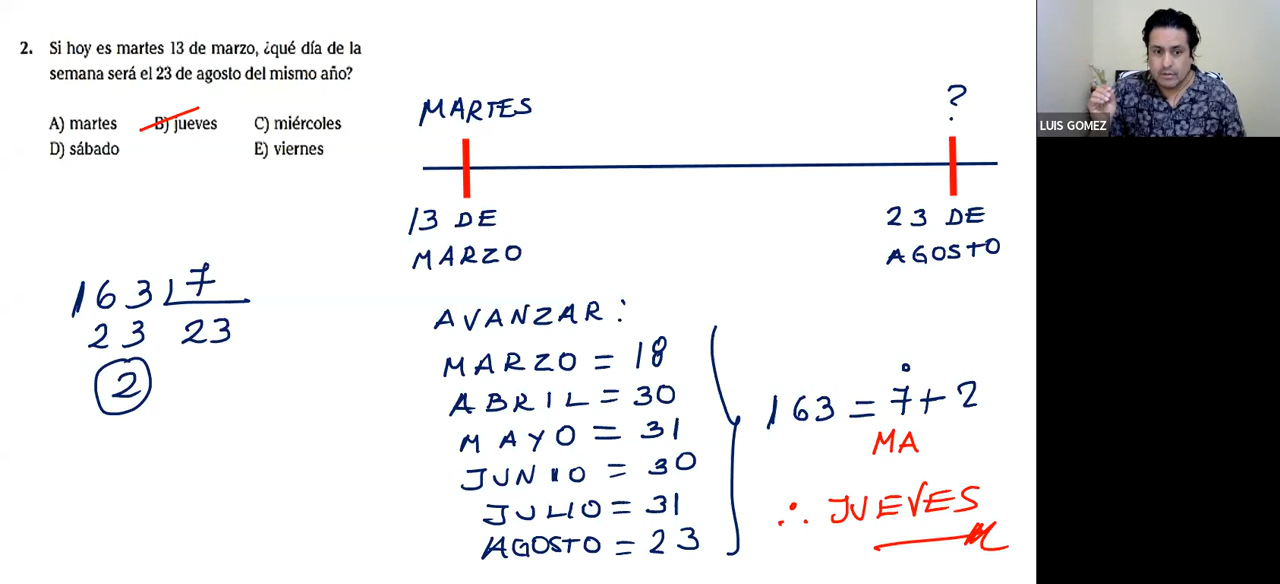 2. Si hoy es martes 13 de marzo, ¿qué día de la
semana será el 23 de agosto del mismo año?
A) martes B) jueves C) miércoles
D) sábado E) viernes
MARTES
?
13 DE
MARZO
23 DE
AGOSTO
163 7
23 23
2
AVANZAR:
MARZO = 18
ABRIL = 30
MAYO = 31
JUNIO = 30
JULIO = 31
AGOSTO = 23
163 = 7̊ + 2
MA
∴ JUEVES
LUIS GOMEZ